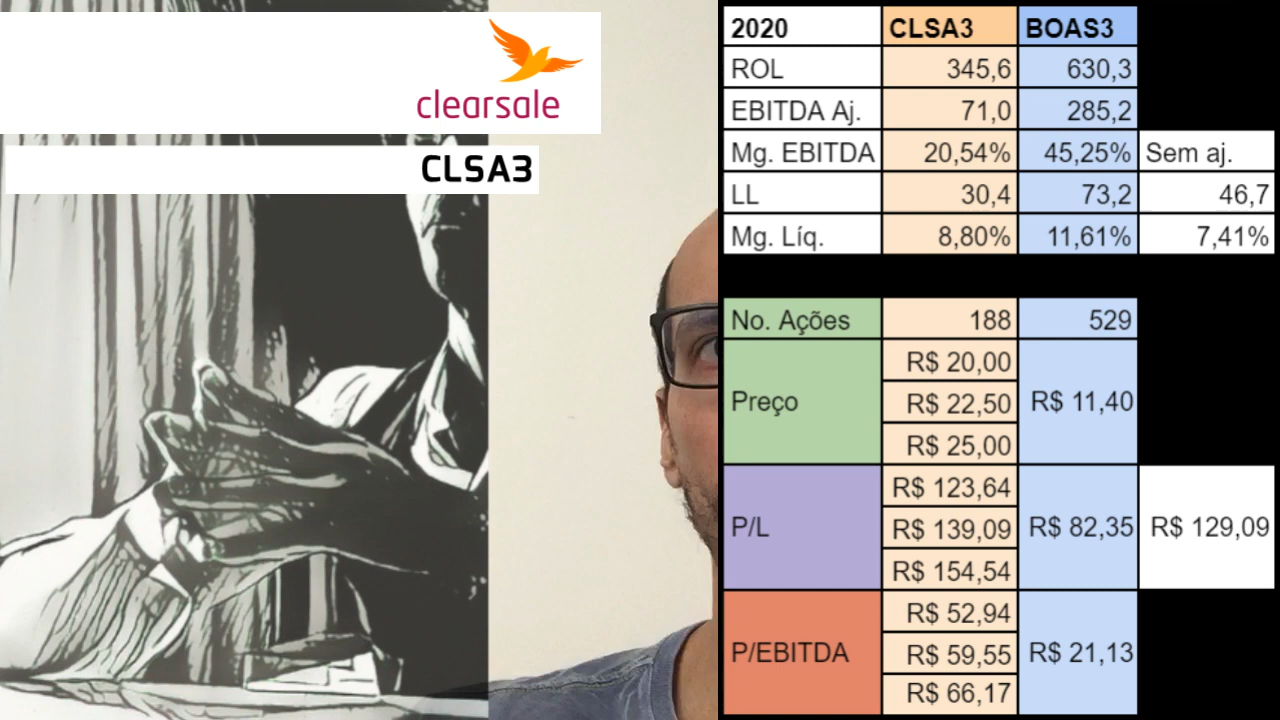 clearsale
CLSA3
2020 CLSA3 BOAS3
ROL 345,6 630,3
EBITDA Aj. 71,0 285,2
Mg. EBITDA 20,54% 45,25% Sem aj.
LL 30,4 73,2 46,7
Mg. Líq. 8,80% 11,61% 7,41%
No. Ações 188 529
R$ 20,00
Preço R$ 22,50 R$ 11,40
R$ 25,00
R$ 123,64
P/L R$ 139,09 R$ 82,35 R$ 129,09
R$ 154,54
R$ 52,94
P/EBITDA R$ 59,55 R$ 21,13
R$ 66,17